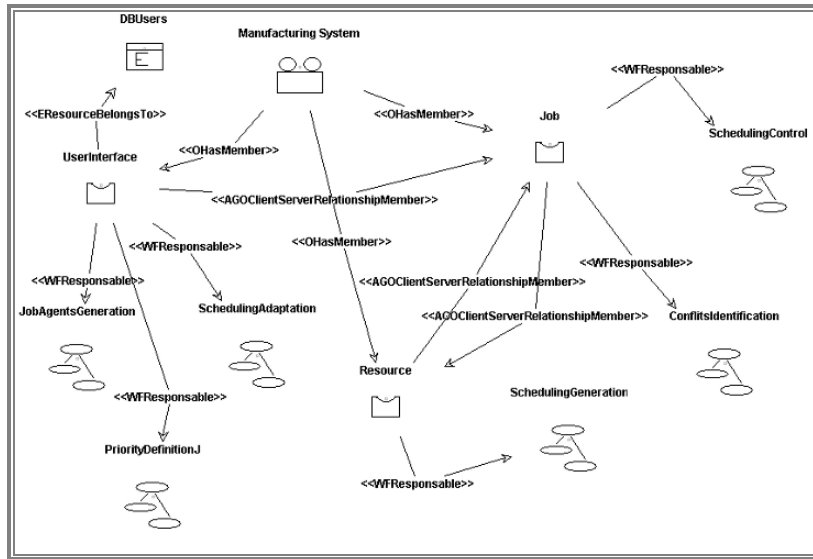 DBUsers
Manufacturing System
<<WFResponsable>>
<<EResourceBelongsTo>>
<<OHasMember>>
Job
SchedulingControl
<<OHasMember>>
UserInterface
<<AGOClientServerRelationshipMember>>
<<WFResponsable>>
<<OHasMember>>
<<WFResponsable>>
<<WFResponsable>>
<<AGOClientServerRelationshipMember>>
JobAgentsGeneration
SchedulingAdaptation
<<AGOClientServerRelationshipMember>>
ConflitsIdentification
Resource
SchedulingGeneration
<<WFResponsable>>
PriorityDefinitionJ
<<WFResponsable>>
E